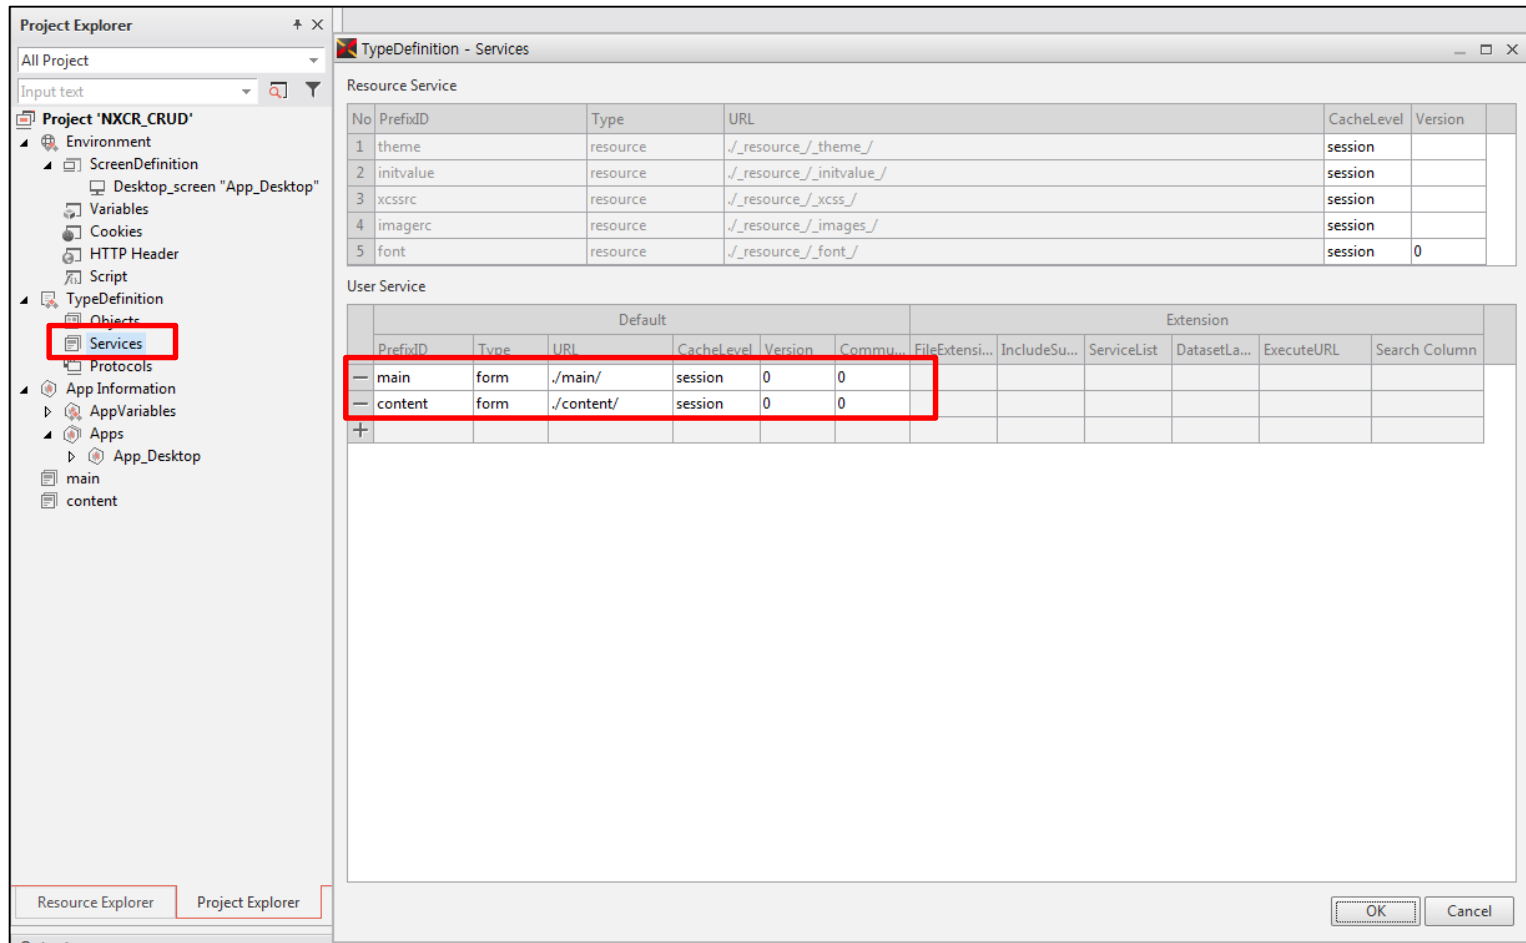 Project Explorer
All Project
Input text
Project 'NXCR_CRUD'
Environment
ScreenDefinition
Desktop_screen "App_Desktop"
Variables
Cookies
HTTP Header
Script
TypeDefinition
Objects
Services
Protocols
App Information
AppVariables
Apps
App_Desktop
main
content
Resource Explorer Project Explorer
TypeDefinition - Services
Resource Service
No PrefixID Type URL CacheLevel Version
1 theme resource ./_resource_/_theme_/ session
2 initvalue resource ./_resource_/_initvalue_/ session
3 xcssrc resource ./_resource_/_xcss_/ session
4 imagerc resource ./_resource_/_images_/ session
5 font resource ./_resource_/_font_/ session 0
User Service
Default Extension
PrefixID Type URL CacheLevel Version Commu... FileExtensi... IncludeSu... ServiceList DatasetLa... ExecuteURL Search Column
main form ./main/ session 0 0
content form ./content/ session 0 0
OK Cancel